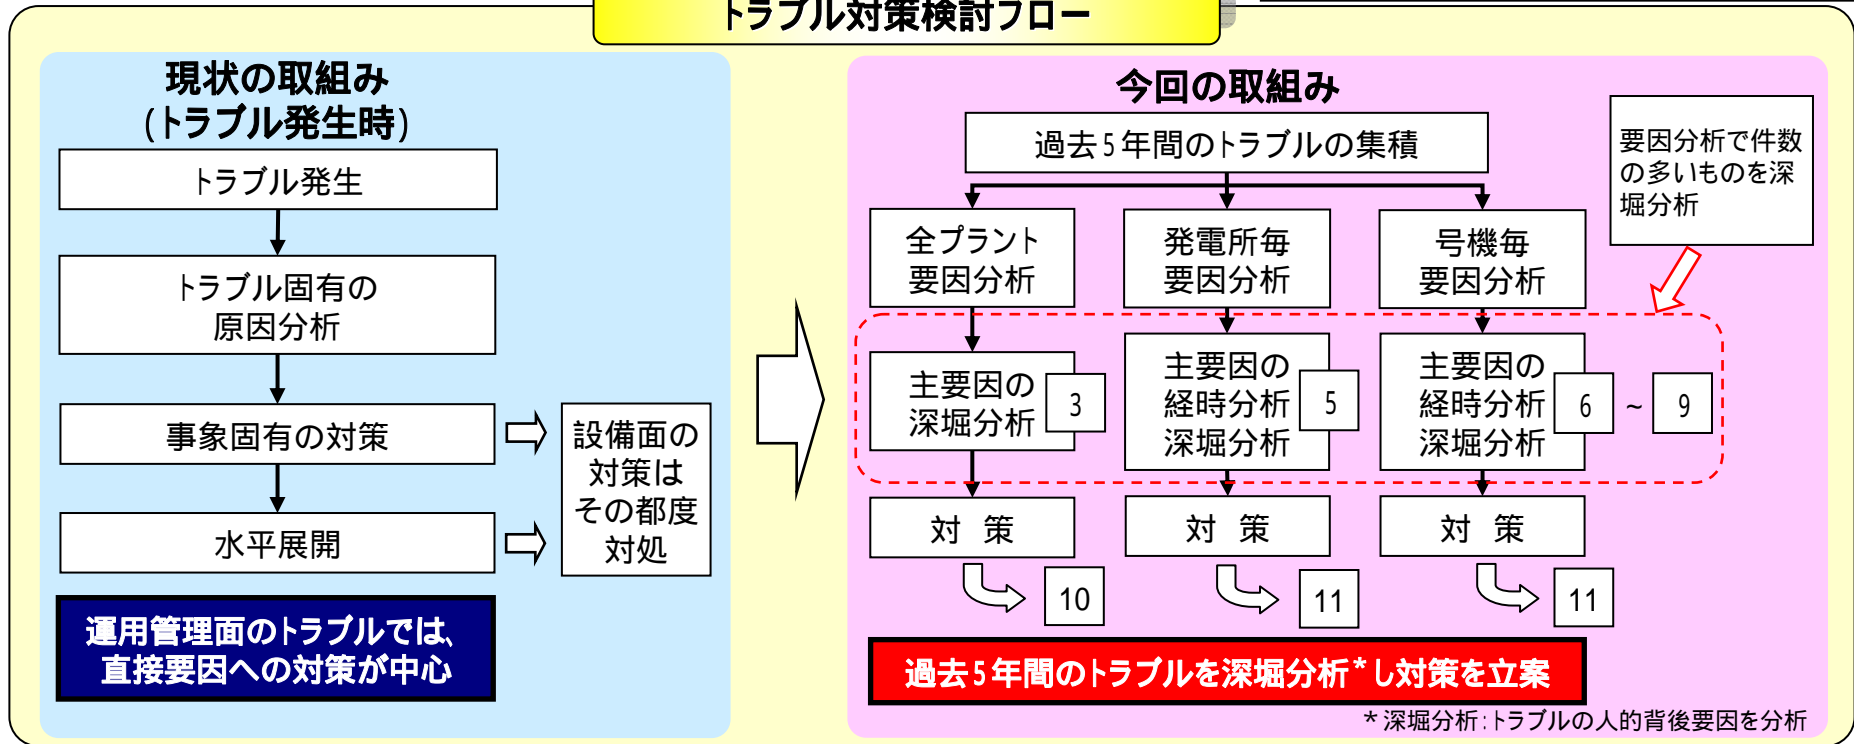 トラブル対策検討フロー
現状の取組み
(トラブル発生時)
トラブル発生
トラブル固有の
原因分析
事象固有の対策
水平展開
設備面の
対策は
その都度
対処
運用管理面のトラブルでは、
直接要因への対策が中心
今回の取組み
過去5年間のトラブルの集積
要因分析で件数
の多いものを深
堀分析
全プラント
要因分析
発電所毎
要因分析
号機毎
要因分析
主要因の
深堀分析
3
主要因の
経時分析
深堀分析
5
主要因の
経時分析
深堀分析
6 ~ 9
対 策
対 策
対 策
10
11
11
過去5年間のトラブルを深堀分析*し対策を立案
*深堀分析:トラブルの人的背後要因を分析